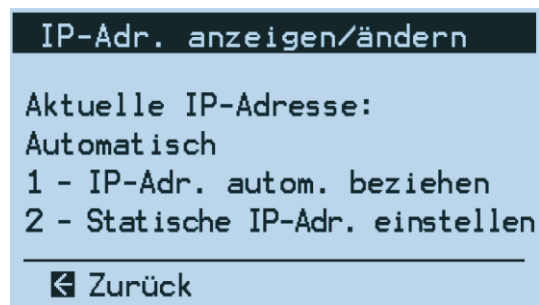 IP-Adr. anzeigen/ändern
Aktuelle IP-Adresse:
Automatisch
1 - IP-Adr. autom. beziehen
2 - Statische IP-Adr. einstellen
Zurück